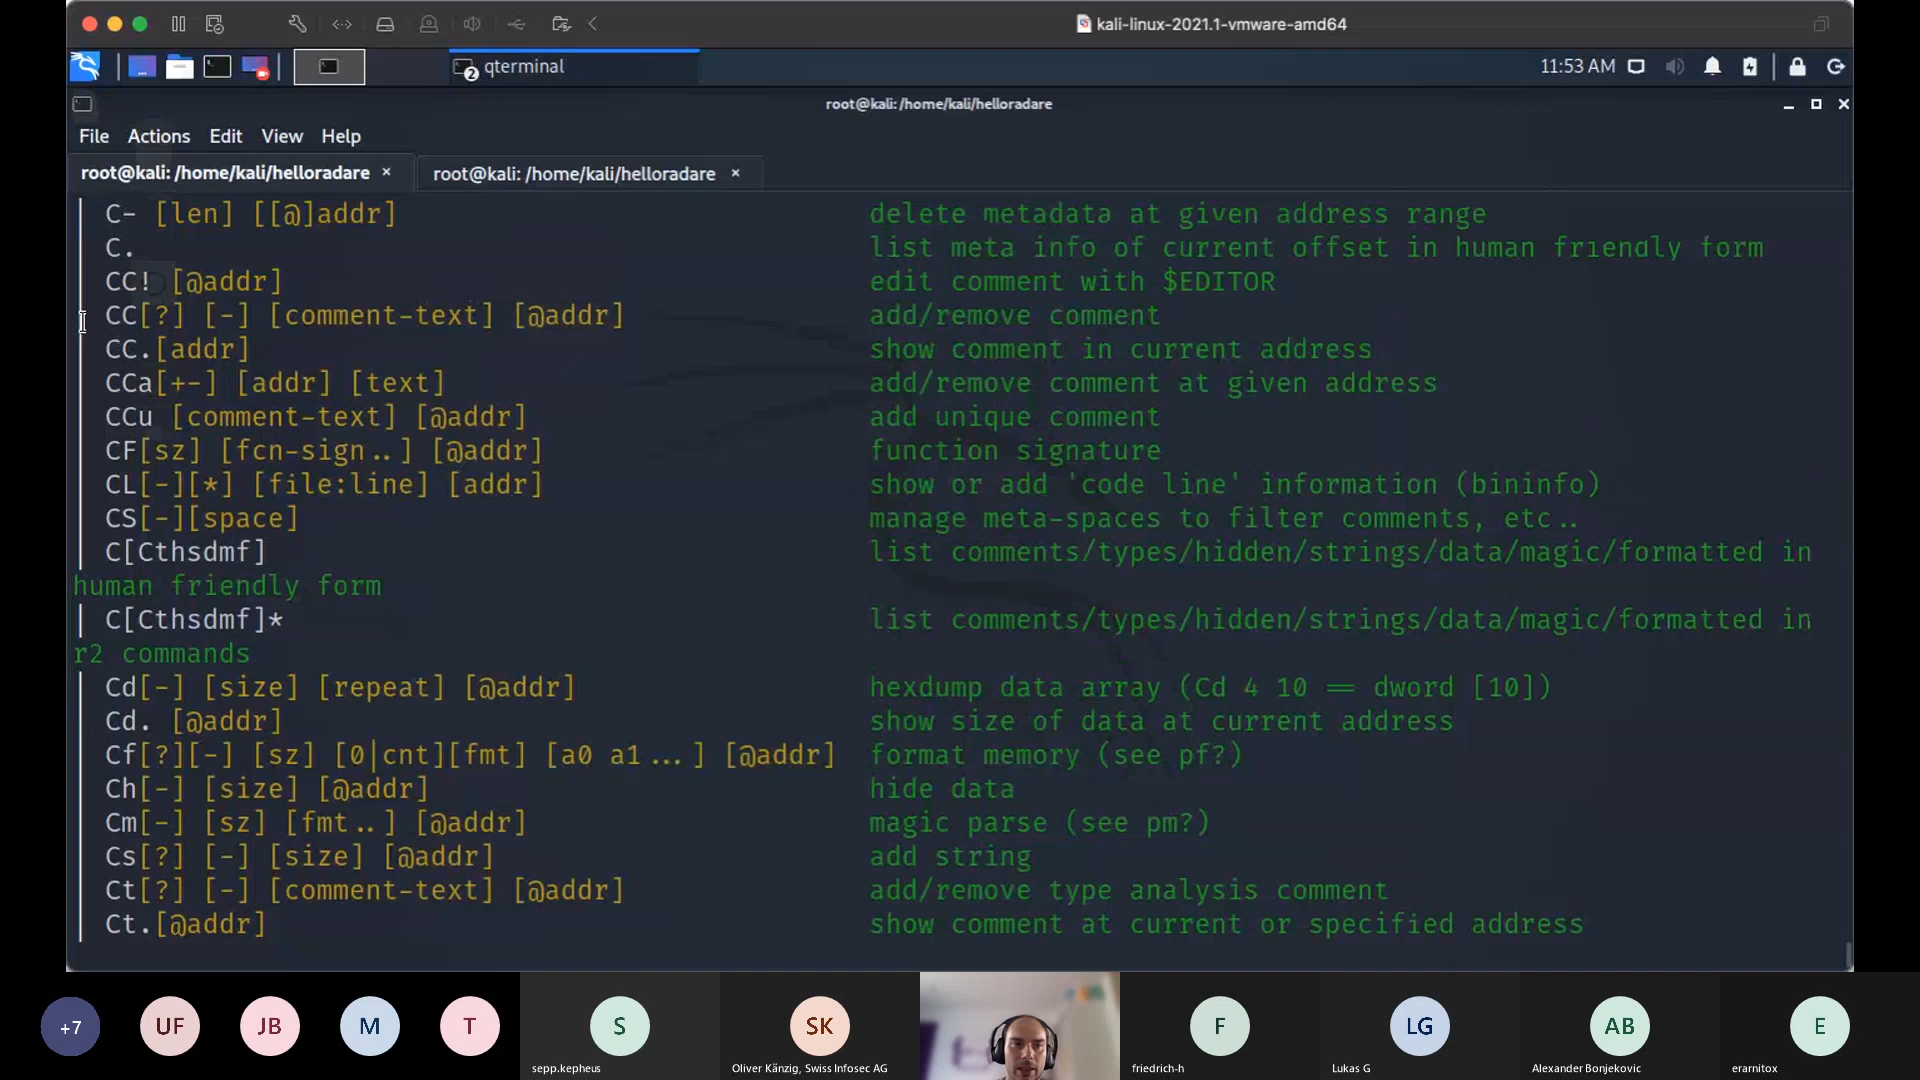 kali-linux-2021.1-vmware-amd64
2 qterminal
11:53 AM
root@kali: /home/kali/helloradare
File Actions Edit View Help
root@kali: /home/kali/helloradare × root@kali: /home/kali/helloradare ×
| C- [len] [[@]addr] delete metadata at given address range
| C. list meta info of current offset in human friendly form
| CC! [@addr] edit comment with $EDITOR
| CC[?] [-] [comment-text] [@addr] add/remove comment
| CC.[addr] show comment in current address
| CCa[+-] [addr] [text] add/remove comment at given address
| CCu [comment-text] [@addr] add unique comment
| CF[sz] [fcn-sign..] [@addr] function signature
| CL[-][*] [file:line] [addr] show or add 'code line' information (bininfo)
| CS[-][space] manage meta-spaces to filter comments, etc..
| C[Cthsdmf] list comments/types/hidden/strings/data/magic/formatted in
human friendly form
| C[Cthsdmf]* list comments/types/hidden/strings/data/magic/formatted in
r2 commands
| Cd[-] [size] [repeat] [@addr] hexdump data array (Cd 4 10 == dword [10])
| Cd. [@addr] show size of data at current address
| Cf[?][-] [sz] [0|cnt][fmt] [a0 a1...] [@addr] format memory (see pf?)
| Ch[-] [size] [@addr] hide data
| Cm[-] [sz] [fmt..] [@addr] magic parse (see pm?)
| Cs[?] [-] [size] [@addr] add string
| Ct[?] [-] [comment-text] [@addr] add/remove type analysis comment
| Ct.[@addr] show comment at current or specified address
+7 UF JB M T S SK F LG AB E
sepp.kepheus Oliver Känzig, Swiss Infosec AG friedrich-h Lukas G Alexander Bonjekovic erarnitox